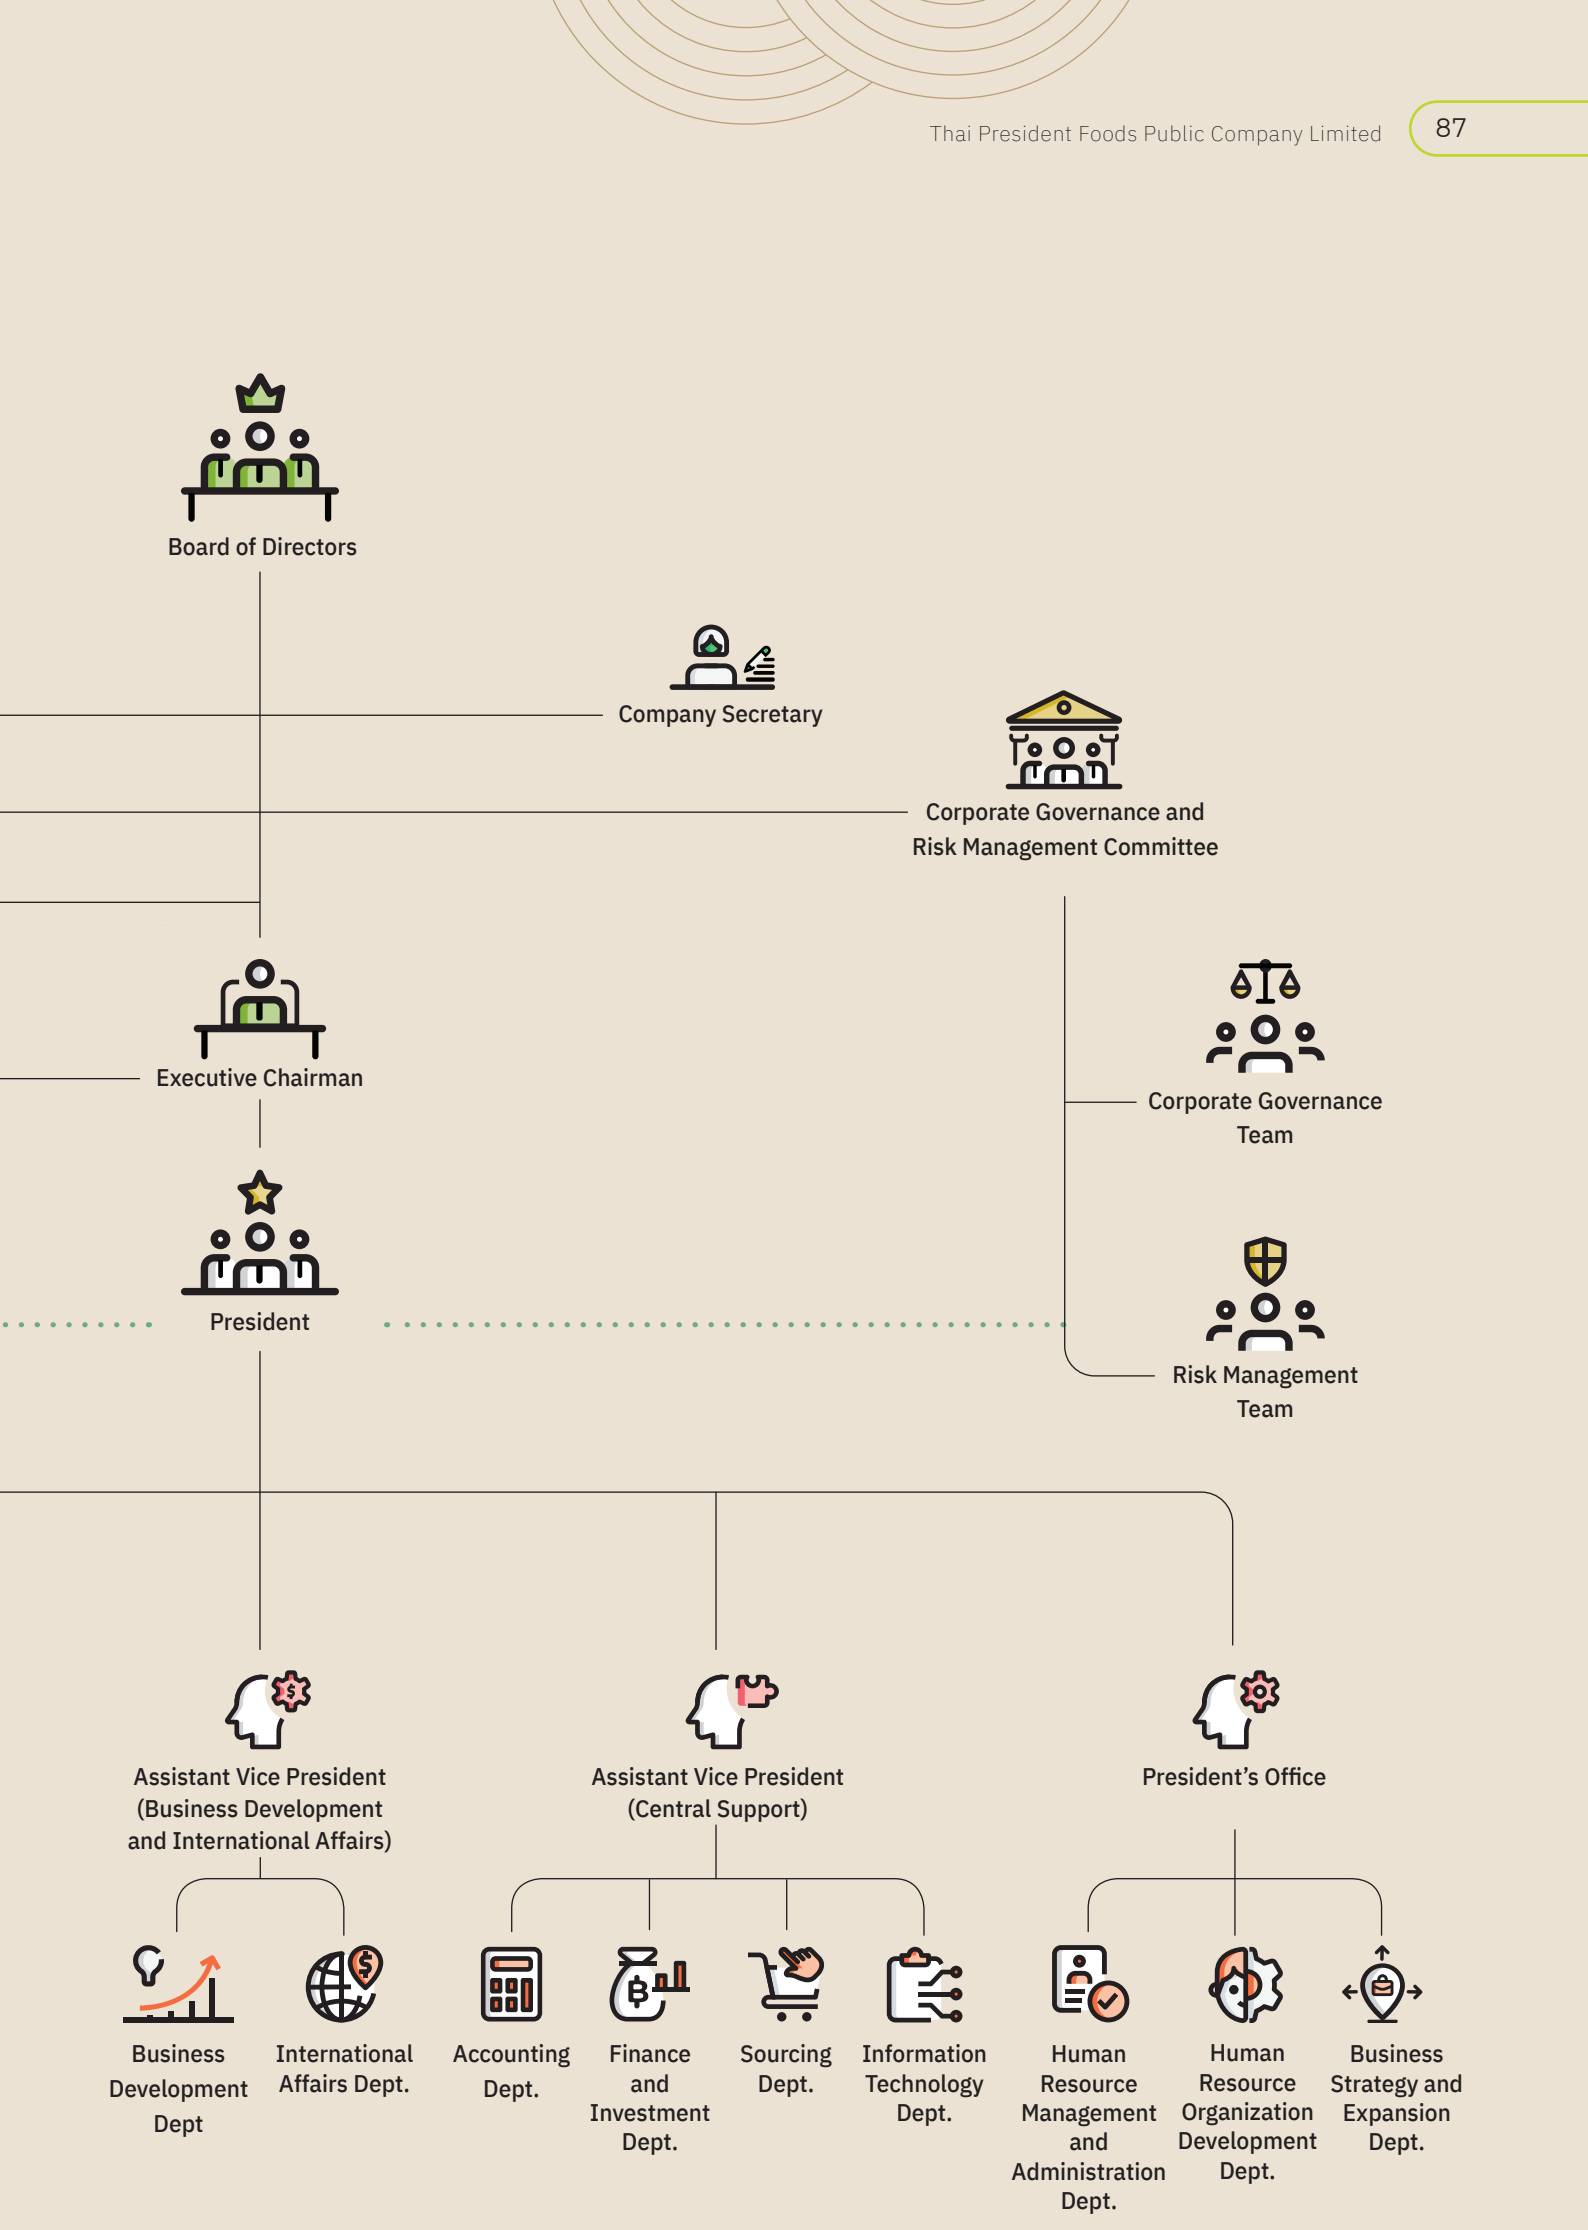 Thai President Foods Public Company Limited
87
Board of Directors
Company Secretary
Corporate Governance and
Risk Management Committee
Executive Chairman
Corporate Governance
Team
President
Risk Management
Team
Assistant Vice President
(Business Development
and International Affairs)
Assistant Vice President
(Central Support)
President’s Office
Business
Development
Dept
International
Affairs Dept.
Accounting
Dept.
Finance
and
Investment
Dept.
Sourcing
Dept.
Information
Technology
Dept.
Human
Resource
Management
and
Administration
Dept.
Human
Resource
Organization
Development
Dept.
Business
Strategy and
Expansion
Dept.